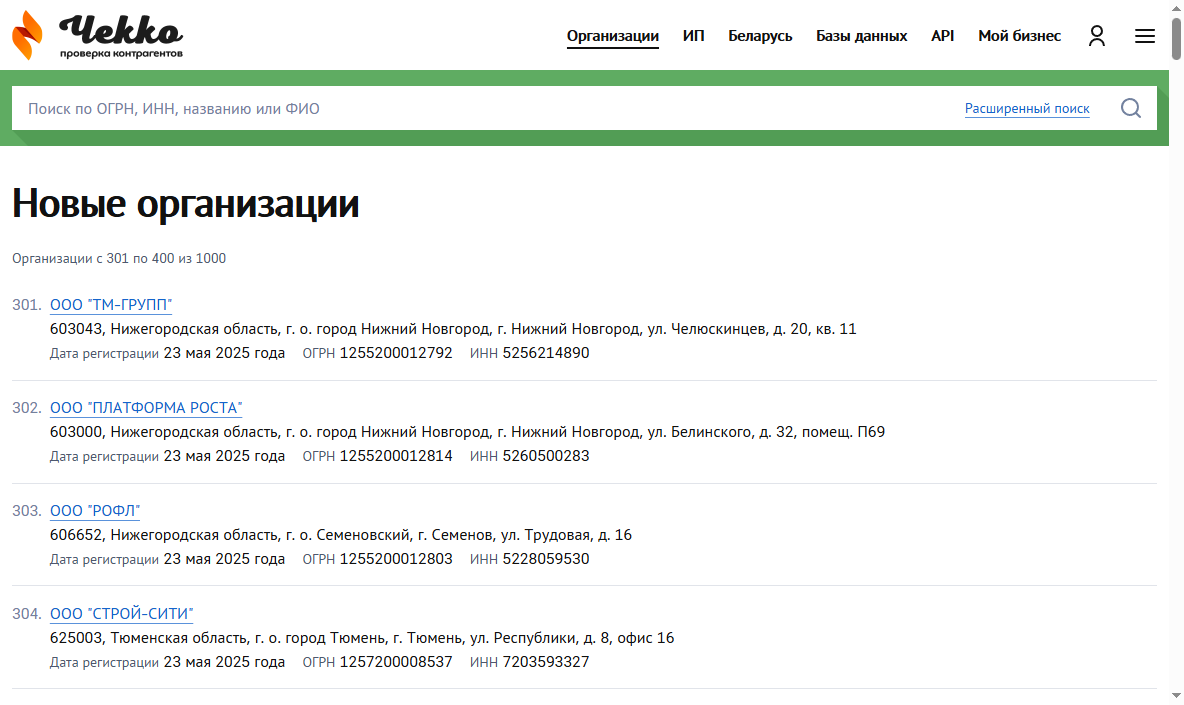 Чекко
проверка контрагентов
Организации ИП Беларусь Базы данных API Мой бизнес
Поиск по ОГРН, ИНН, названию или ФИО Расширенный поиск
Новые организации
Организации с 301 по 400 из 1000
301. ООО "ТМ-ГРУПП"
603043, Нижегородская область, г. о. город Нижний Новгород, г. Нижний Новгород, ул. Челюскинцев, д. 20, кв. 11
Дата регистрации 23 мая 2025 года ОГРН 1255200012792 ИНН 5256214890
302. ООО "ПЛАТФОРМА РОСТА"
603000, Нижегородская область, г. о. город Нижний Новгород, г. Нижний Новгород, ул. Белинского, д. 32, помещ. П69
Дата регистрации 23 мая 2025 года ОГРН 1255200012814 ИНН 5260500283
303. ООО "РОФЛ"
606652, Нижегородская область, г. о. Семеновский, г. Семенов, ул. Трудовая, д. 16
Дата регистрации 23 мая 2025 года ОГРН 1255200012803 ИНН 5228059530
304. ООО "СТРОЙ-СИТИ"
625003, Тюменская область, г. о. город Тюмень, г. Тюмень, ул. Республики, д. 8, офис 16
Дата регистрации 23 мая 2025 года ОГРН 1257200008537 ИНН 7203593327